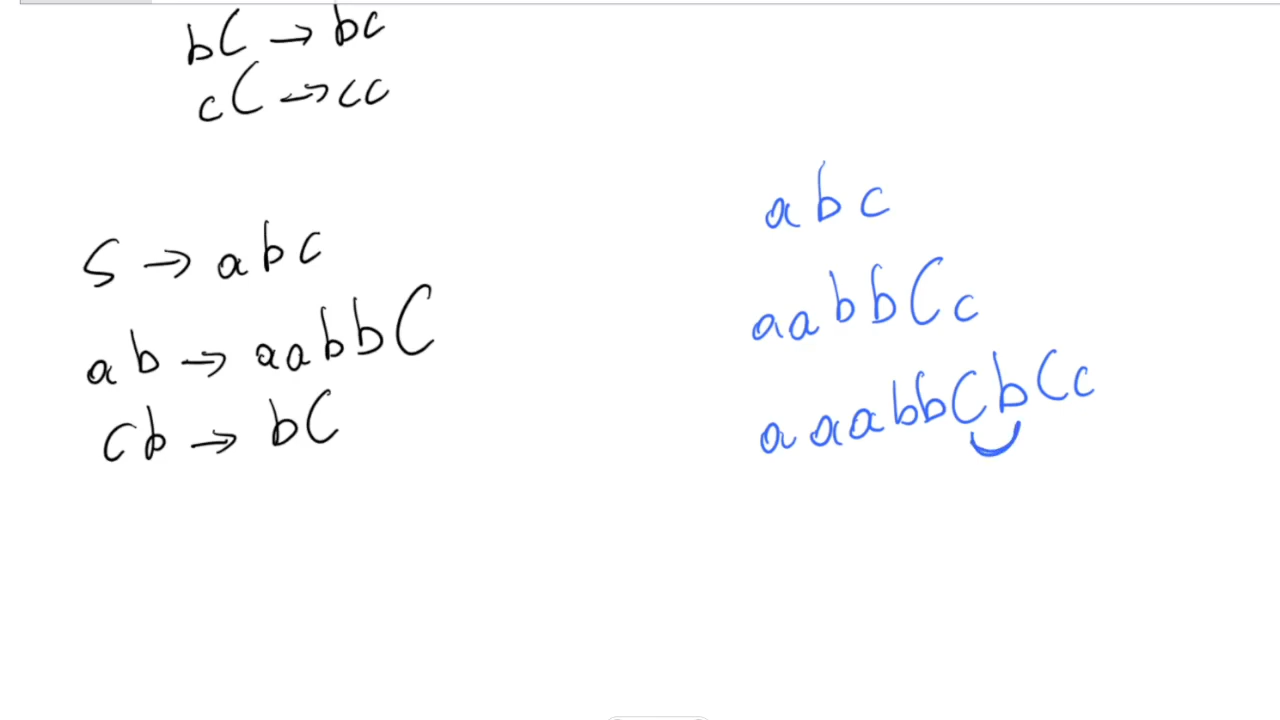 bC → bc
cC → cc
S → abc
ab → aabbC
Cb → bC
abc
aabbCc
aaabbCbCc